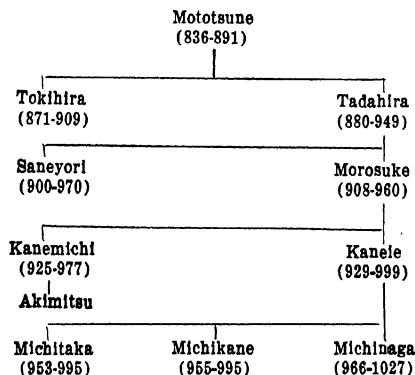 Mototsune
(836-891)
Tokihira Tadahira
(871-909) (880-949)
Saneyori Morosuke
(900-970) (908-960)
Kanemichi Kaneie
(925-977) (929-999)
Akimitsu
Michitaka Michikane Michinaga
(953-995) (955-995) (966-1027)